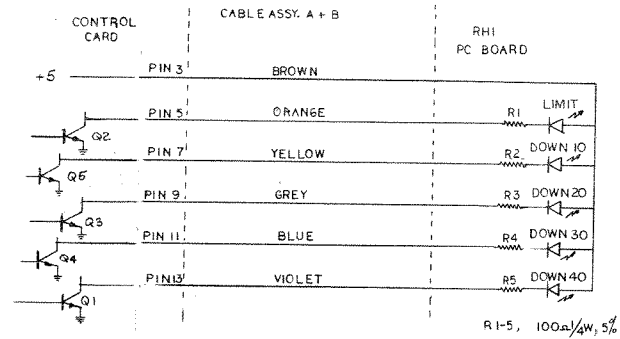 CONTROL CARD
CABLE ASSY. A + B
RH1
PC BOARD
+5 PIN 3 BROWN
PIN 5 ORANGE R1 LIMIT
Q2
PIN 7 YELLOW R2 DOWN 10
Q5
PIN 9 GREY R3 DOWN 20
Q3
PIN 11 BLUE R4 DOWN 30
Q4
PIN 13 VIOLET R5 DOWN 40
Q1
R1-5, 100Ω 1/4W, 5%